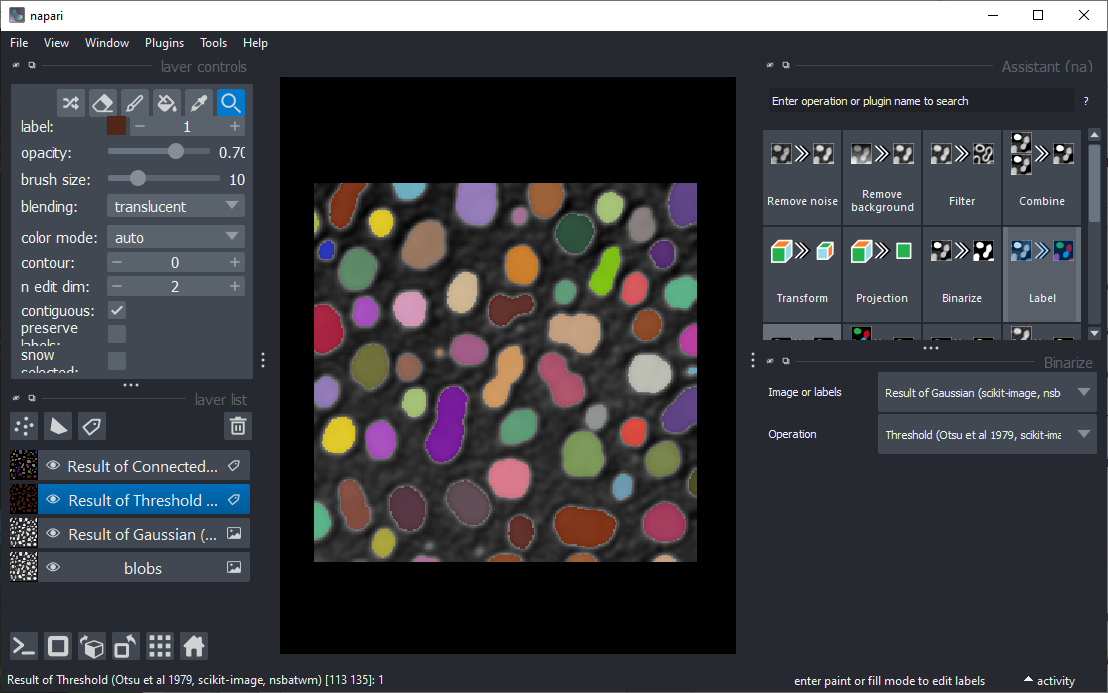 napari
File View Window Plugins Tools Help
layer controls
label: 1
opacity: 0.70
brush size: 10
blending: translucent
color mode: auto
contour: 0
n edit dim: 2
contiguous:
preserve
labels:
show
selected:
layer list
Result of Connected...
Result of Threshold ...
Result of Gaussian (...
blobs
Assistant (na)
Enter operation or plugin name to search ?
Remove noise
Remove
background
Filter
Combine
Transform
Projection
Binarize
Label
Binarize
Image or labels Result of Gaussian (scikit-image, nsb
Operation Threshold (Otsu et al 1979, scikit-ima
Result of Threshold (Otsu et al 1979, scikit-image, nsbatwm) [113 135]: 1
enter paint or fill mode to edit labels
activity